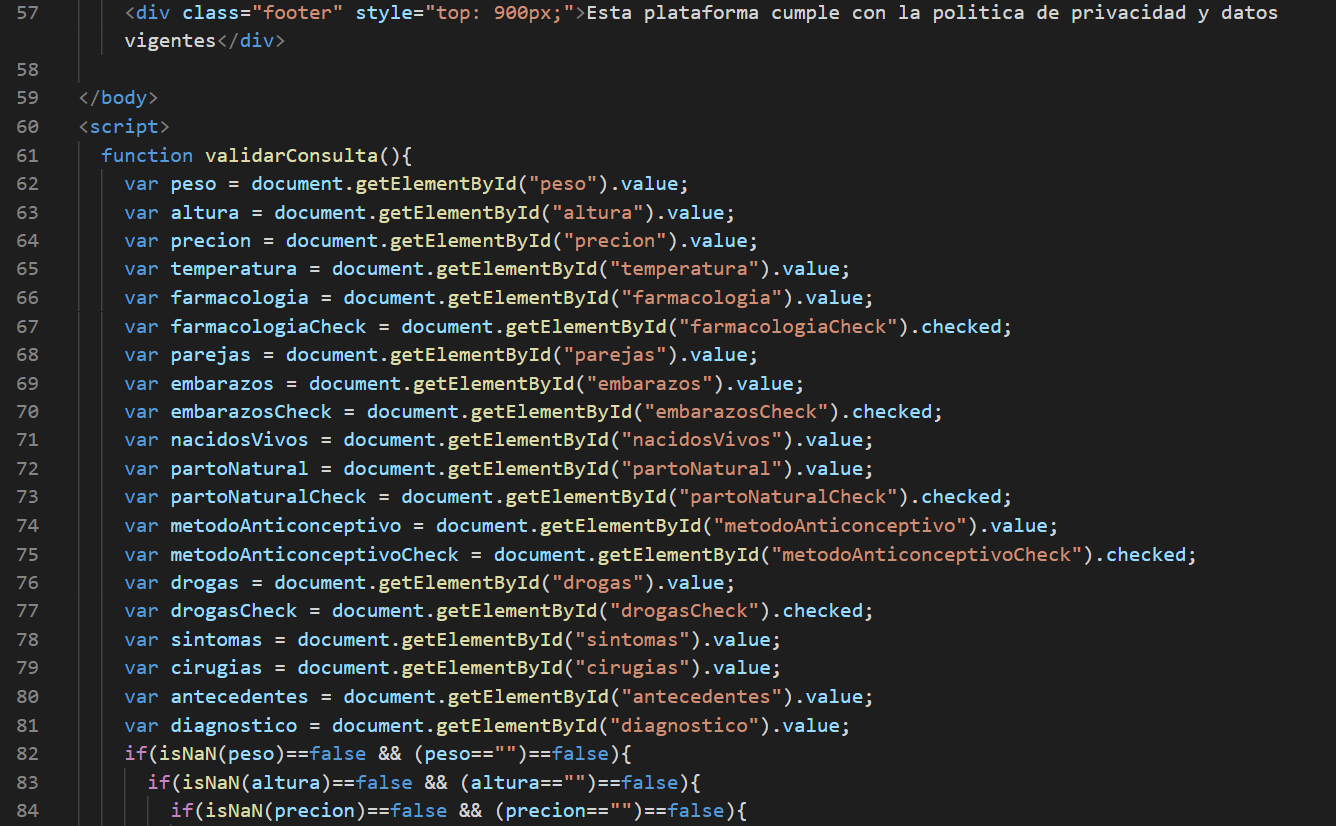 57 <div class="footer" style="top: 900px;">Esta plataforma cumple con la politica de privacidad y datos
vigentes</div>
58
59 </body>
60 <script>
61 function validarConsulta(){
62 var peso = document.getElementById("peso").value;
63 var altura = document.getElementById("altura").value;
64 var precion = document.getElementById("precion").value;
65 var temperatura = document.getElementById("temperatura").value;
66 var farmacologia = document.getElementById("farmacologia").value;
67 var farmacologiaCheck = document.getElementById("farmacologiaCheck").checked;
68 var parejas = document.getElementById("parejas").value;
69 var embarazos = document.getElementById("embarazos").value;
70 var embarazosCheck = document.getElementById("embarazosCheck").checked;
71 var nacidosVivos = document.getElementById("nacidosVivos").value;
72 var partoNatural = document.getElementById("partoNatural").value;
73 var partoNaturalCheck = document.getElementById("partoNaturalCheck").checked;
74 var metodoAnticonceptivo = document.getElementById("metodoAnticonceptivo").value;
75 var metodoAnticonceptivoCheck = document.getElementById("metodoAnticonceptivoCheck").checked;
76 var drogas = document.getElementById("drogas").value;
77 var drogasCheck = document.getElementById("drogasCheck").checked;
78 var sintomas = document.getElementById("sintomas").value;
79 var cirugias = document.getElementById("cirugias").value;
80 var antecedentes = document.getElementById("antecedentes").value;
81 var diagnostico = document.getElementById("diagnostico").value;
82 if(isNaN(peso)==false && (peso=="")==false){
83 if(isNaN(altura)==false && (altura=="")==false){
84 if(isNaN(precion)==false && (precion=="")==false){